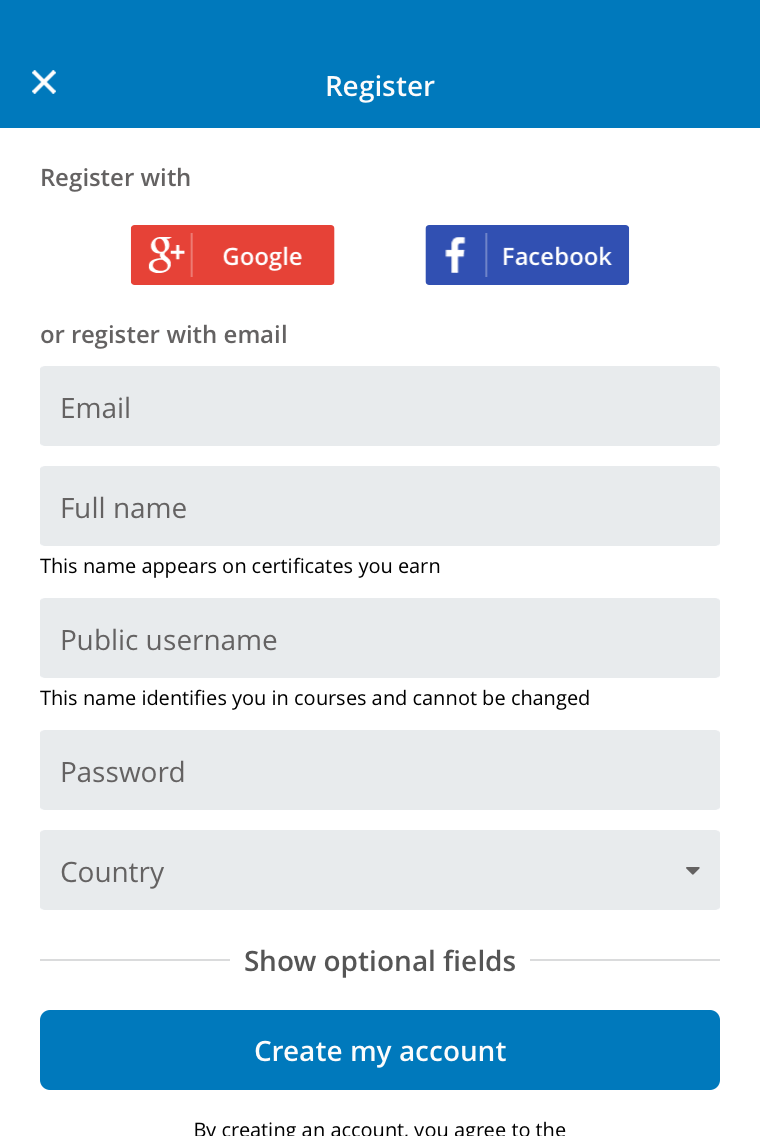 Register
Register with
g+ Google
f Facebook
or register with email
Email
Full name
This name appears on certificates you earn
Public username
This name identifies you in courses and cannot be changed
Password
Country
Show optional fields
Create my account
By creating an account, you agree to the